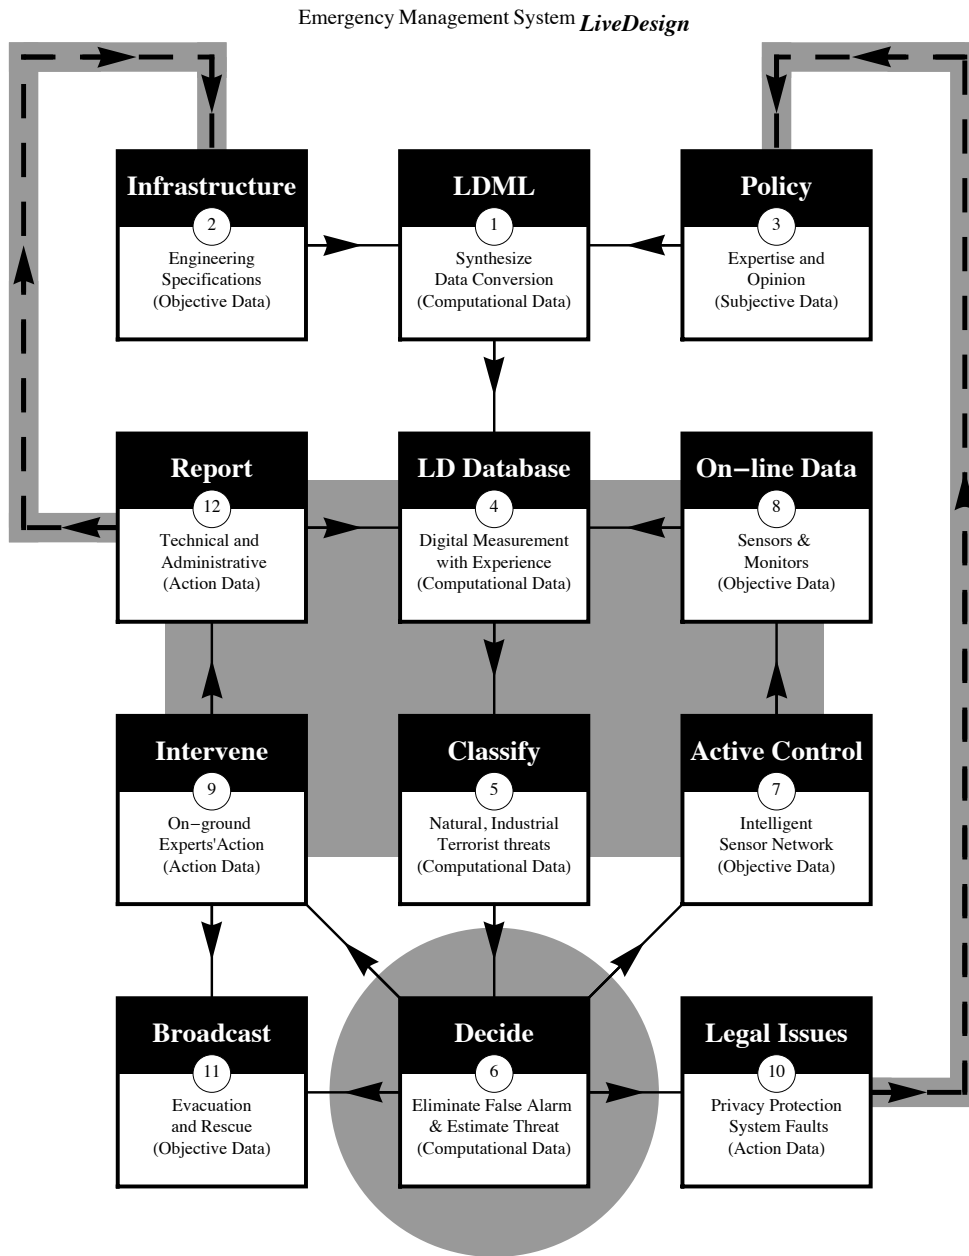 Emergency Management System LiveDesign
Infrastructure
2
Engineering
Specifications
(Objective Data)
LDML
1
Synthesize
Data Conversion
(Computational Data)
Policy
3
Expertise and
Opinion
(Subjective Data)
Report
12
Technical and
Administrative
(Action Data)
LD Database
4
Digital Measurement
with Experience
(Computational Data)
On−line Data
8
Sensors &
Monitors
(Objective Data)
Intervene
9
On−ground
Experts'Action
(Action Data)
Classify
5
Natural, Industrial
Terrorist threats
(Computational Data)
Active Control
7
Intelligent
Sensor Network
(Objective Data)
Broadcast
11
Evacuation
and Rescue
(Objective Data)
Decide
6
Eliminate False Alarm
& Estimate Threat
(Computational Data)
Legal Issues
10
Privacy Protection
System Faults
(Action Data)